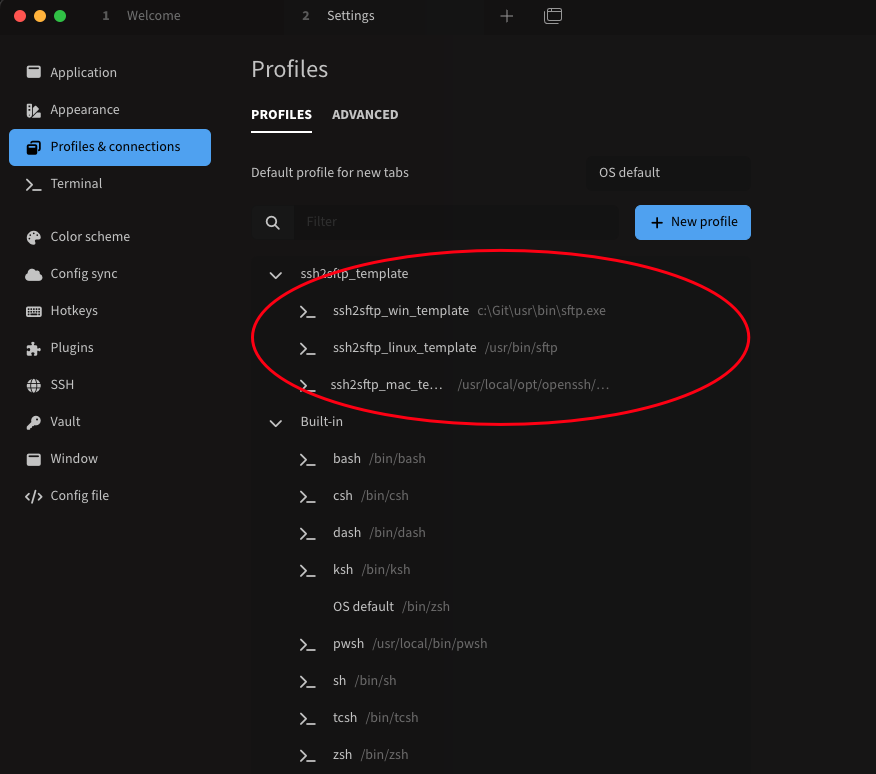 1 Welcome 2 Settings
Application
Appearance
Profiles & connections
Terminal
Color scheme
Config sync
Hotkeys
Plugins
SSH
Vault
Window
Config file
Profiles
PROFILES ADVANCED
Default profile for new tabs OS default
Filter + New profile
ssh2sftp_template
ssh2sftp_win_template c:\Git\usr\bin\sftp.exe
ssh2sftp_linux_template /usr/bin/sftp
ssh2sftp_mac_te… /usr/local/opt/openssh/…
Built-in
bash /bin/bash
csh /bin/csh
dash /bin/dash
ksh /bin/ksh
OS default /bin/zsh
pwsh /usr/local/bin/pwsh
sh /bin/sh
tcsh /bin/tcsh
zsh /bin/zsh